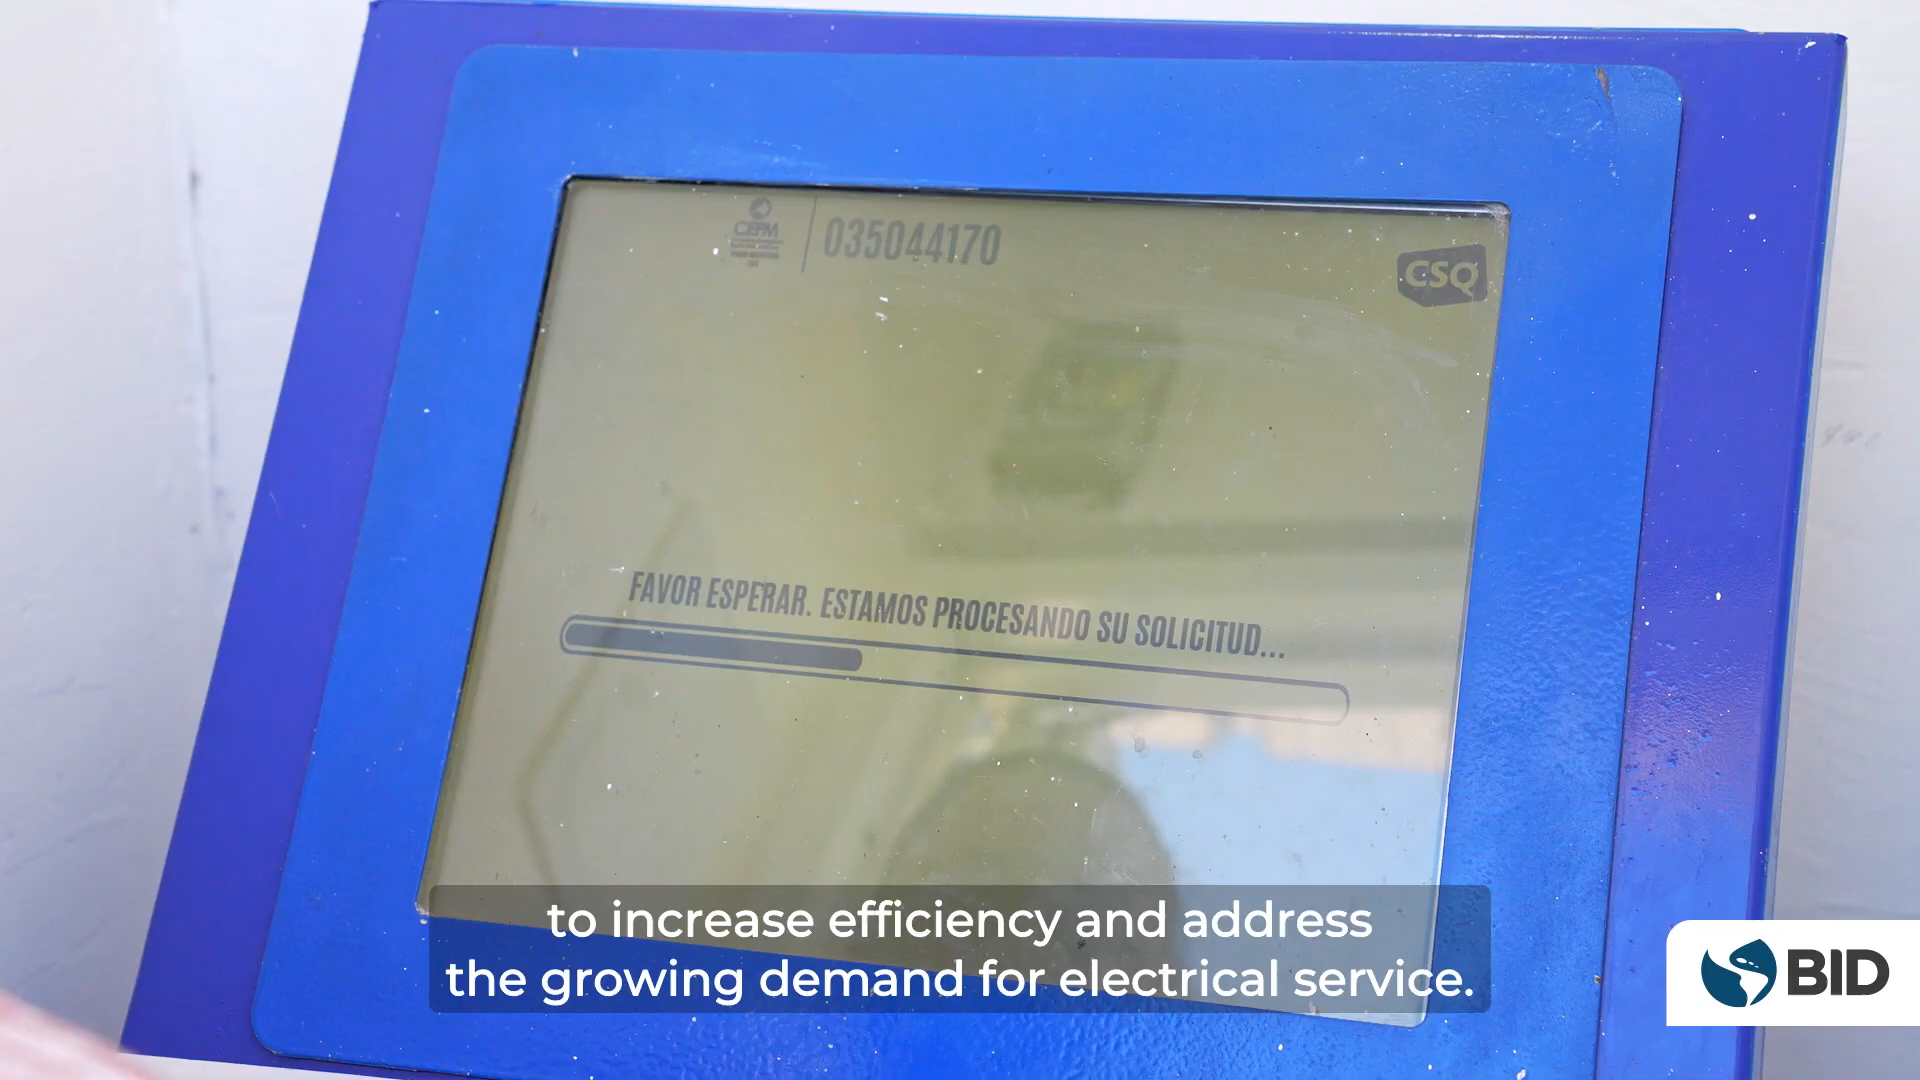 CEPM
035044170
CSQ
FAVOR ESPERAR. ESTAMOS PROCESANDO SU SOLICITUD...
to increase efficiency and address
the growing demand for electrical service.
BID